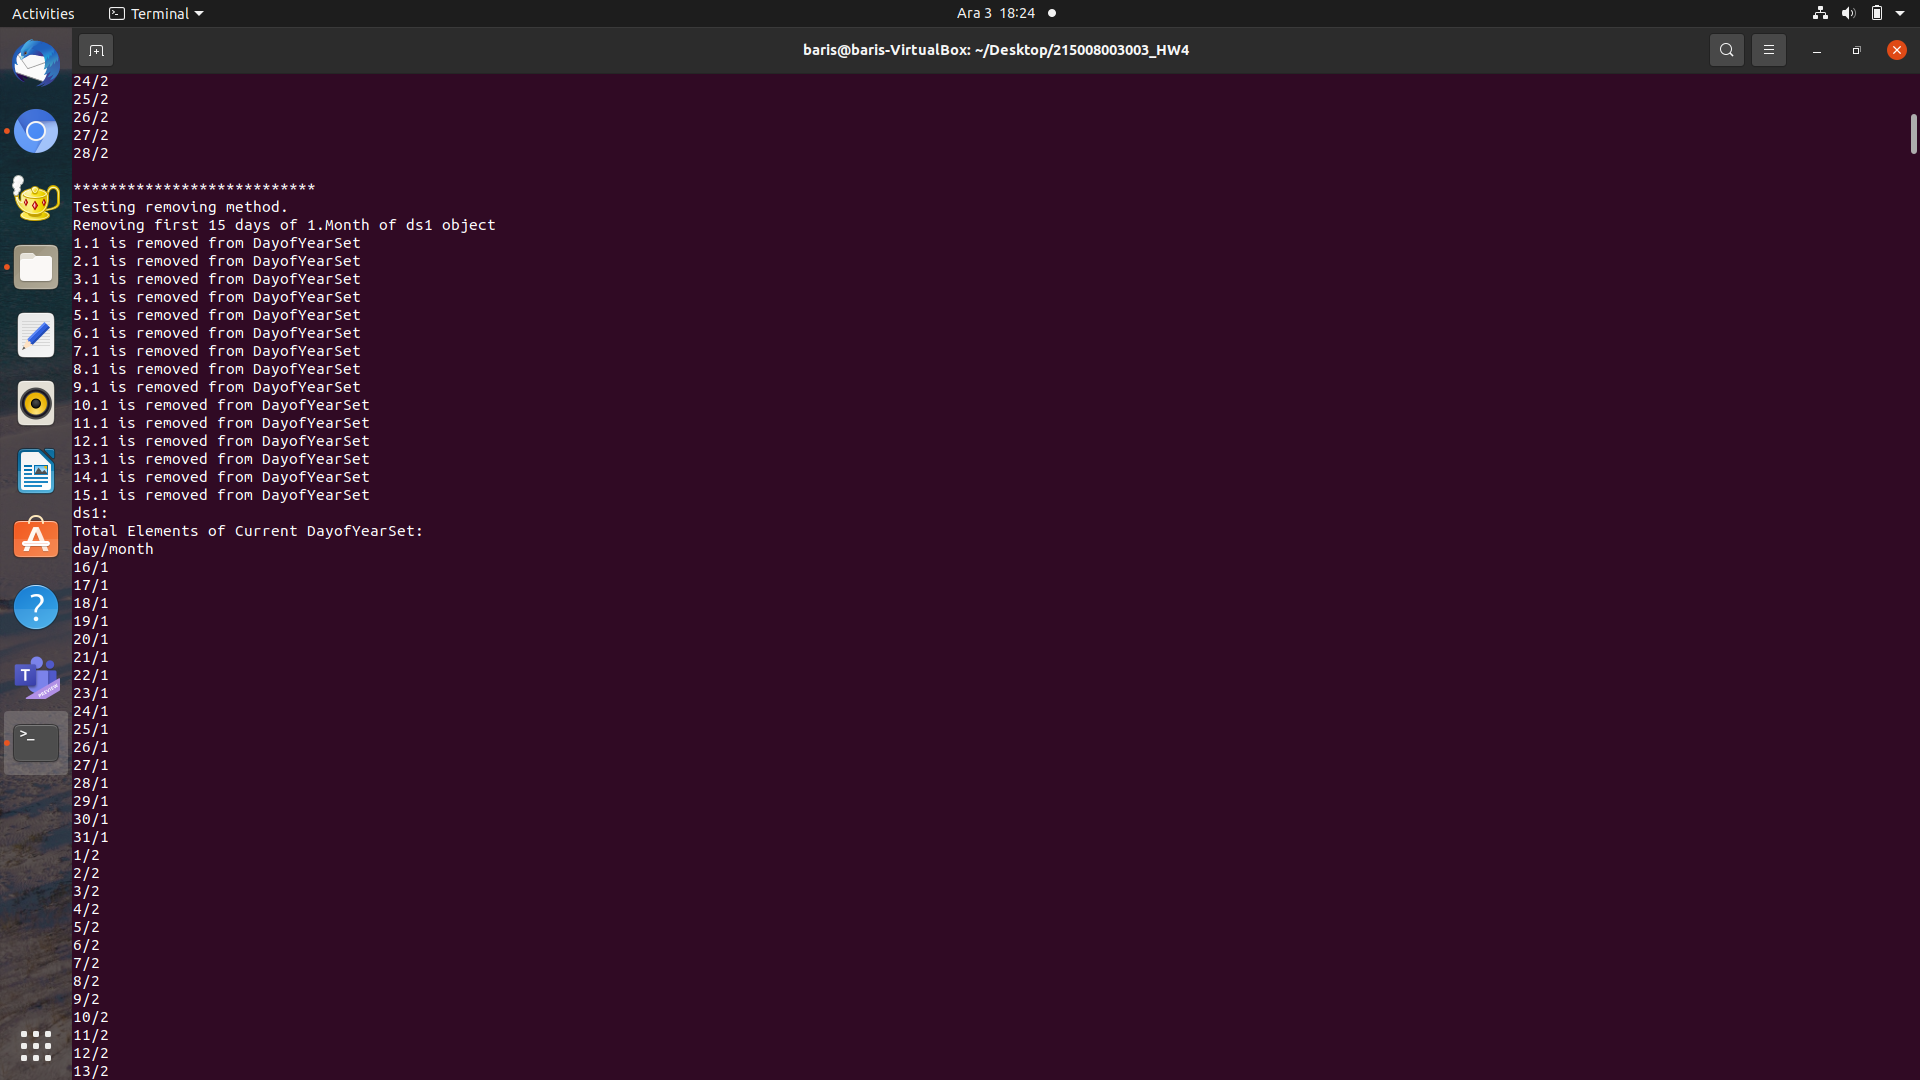 Activities
Terminal
Ara 3 18:24
baris@baris-VirtualBox: ~/Desktop/215008003003_HW4
24/2
25/2
26/2
27/2
28/2
***************************
Testing removing method.
Removing first 15 days of 1.Month of ds1 object
1.1 is removed from DayofYearSet
2.1 is removed from DayofYearSet
3.1 is removed from DayofYearSet
4.1 is removed from DayofYearSet
5.1 is removed from DayofYearSet
6.1 is removed from DayofYearSet
7.1 is removed from DayofYearSet
8.1 is removed from DayofYearSet
9.1 is removed from DayofYearSet
10.1 is removed from DayofYearSet
11.1 is removed from DayofYearSet
12.1 is removed from DayofYearSet
13.1 is removed from DayofYearSet
14.1 is removed from DayofYearSet
15.1 is removed from DayofYearSet
ds1:
Total Elements of Current DayofYearSet:
day/month
16/1
17/1
18/1
19/1
20/1
21/1
22/1
23/1
24/1
25/1
26/1
27/1
28/1
29/1
30/1
31/1
1/2
2/2
3/2
4/2
5/2
6/2
7/2
8/2
9/2
10/2
11/2
12/2
13/2